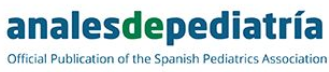 analesdepediatría
Official Publication of the Spanish Pediatrics Association